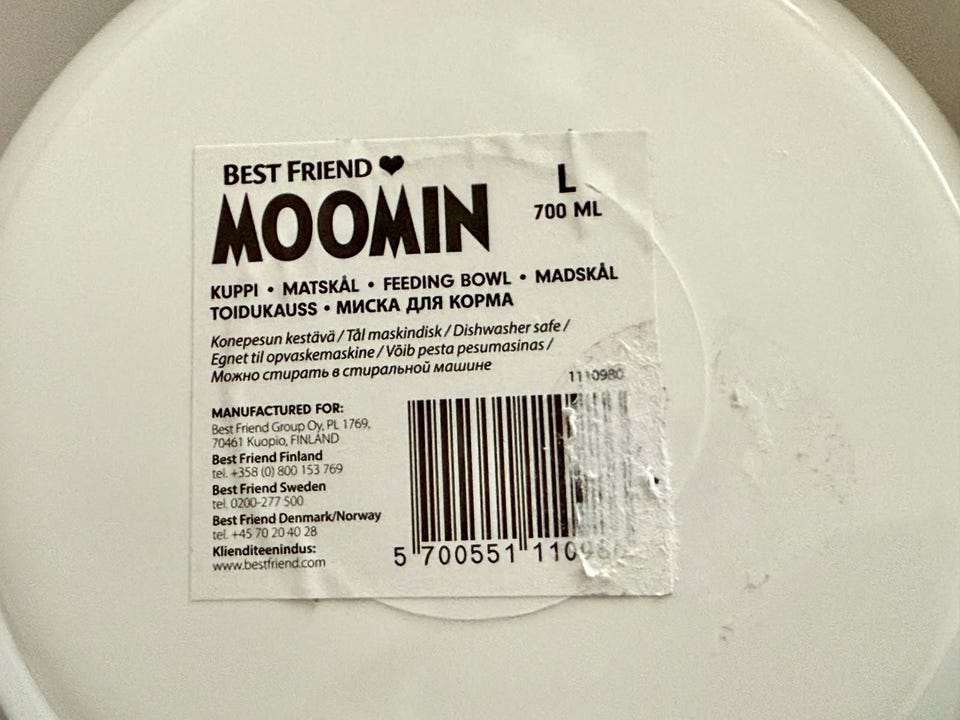 BEST FRIEND ♥
MOOMIN
L
700 ML
KUPPI • MATSKÅL • FEEDING BOWL • MADSKÅL
TOIDUKAUSS • МИСКА ДЛЯ КОРМА
Konepesun kestävä / Tål maskindisk / Dishwasher safe /
Egnet til opvaskemaskine / Võib pesta pesumasinas /
Можно стирать в стиральной машине
1110980
MANUFACTURED FOR:
Best Friend Group Oy, PL 1769,
70461 Kuopio, FINLAND
Best Friend Finland
tel. +358 (0) 800 153 769
Best Friend Sweden
tel. 0200-277 500
Best Friend Denmark/Norway
tel. +45 70 20 40 28
Klienditeenindus:
www.bestfriend.com
5 700551